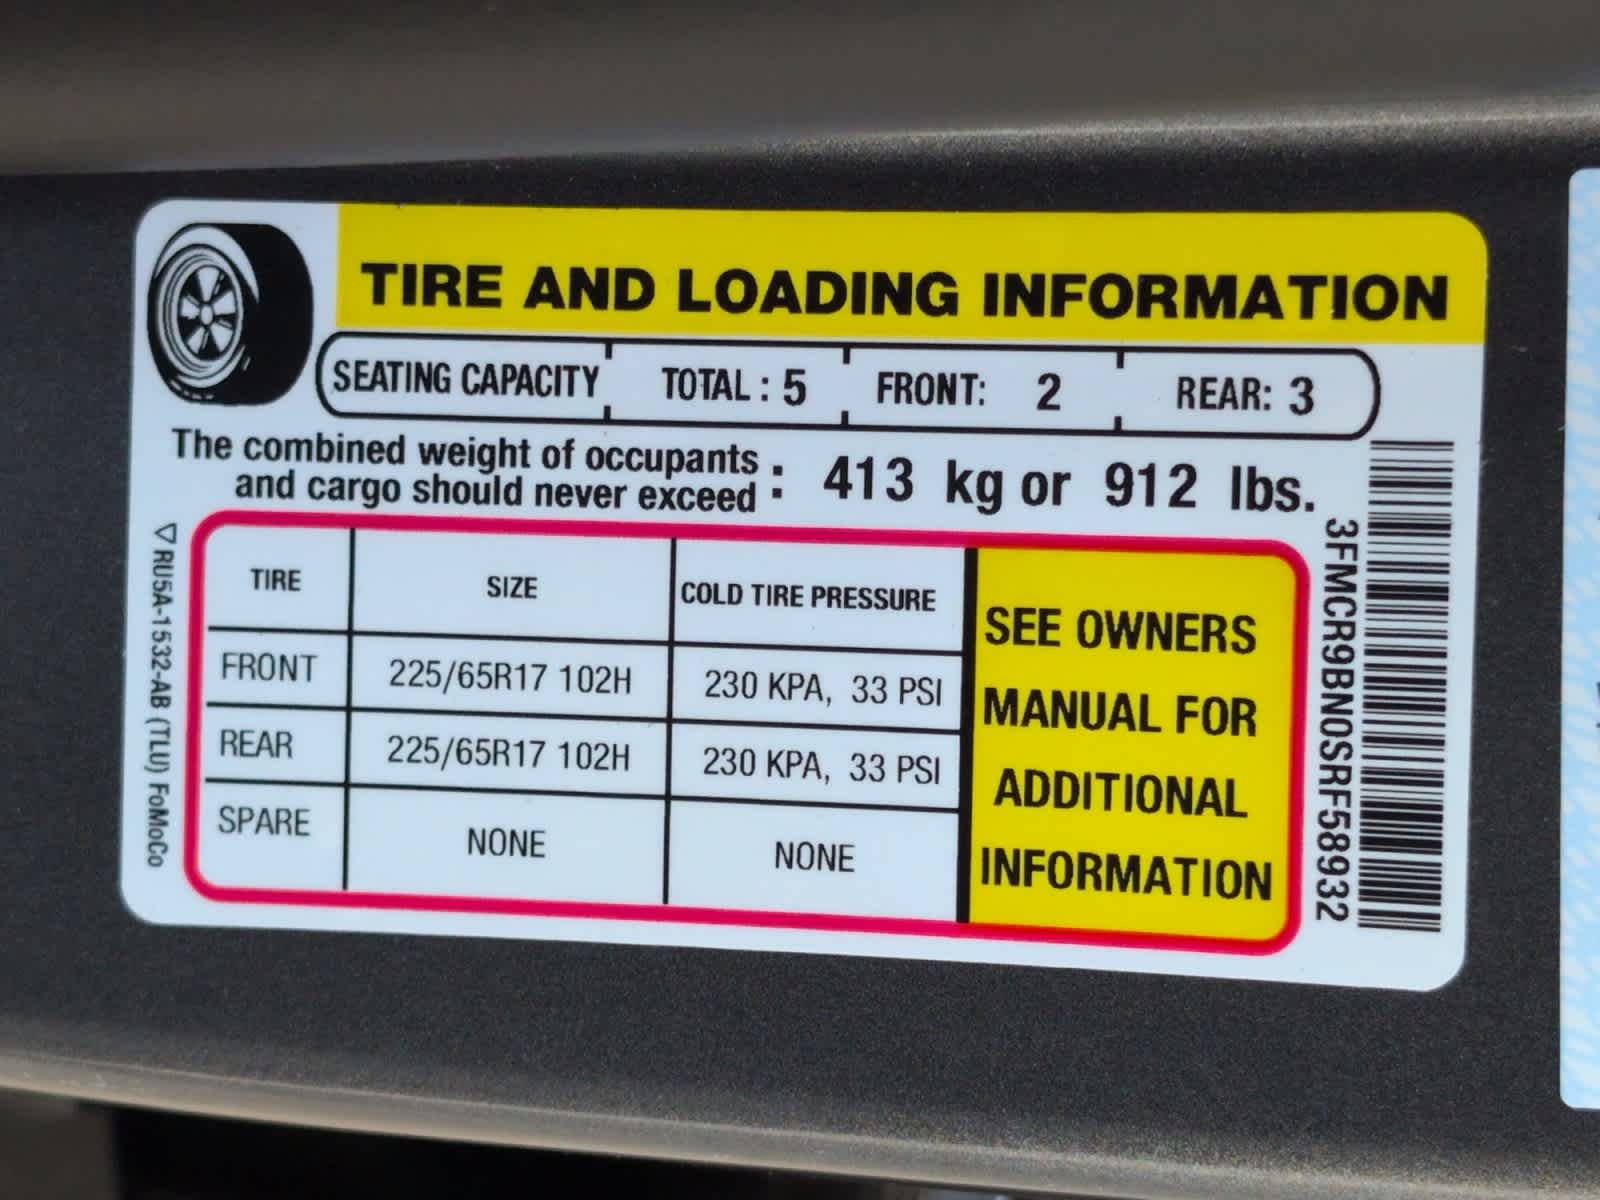 TIRE AND LOADING INFORMATION
SEATING CAPACITY TOTAL : 5 FRONT: 2 REAR: 3
The combined weight of occupants
and cargo should never exceed : 413 kg or 912 lbs.
TIRE SIZE COLD TIRE PRESSURE
FRONT 225/65R17 102H 230 KPA, 33 PSI
REAR 225/65R17 102H 230 KPA, 33 PSI
SPARE NONE NONE
SEE OWNERS
MANUAL FOR
ADDITIONAL
INFORMATION
3FMCR9BN0SRF58932
RU5A-1532-AB (TLU) FoMoCo